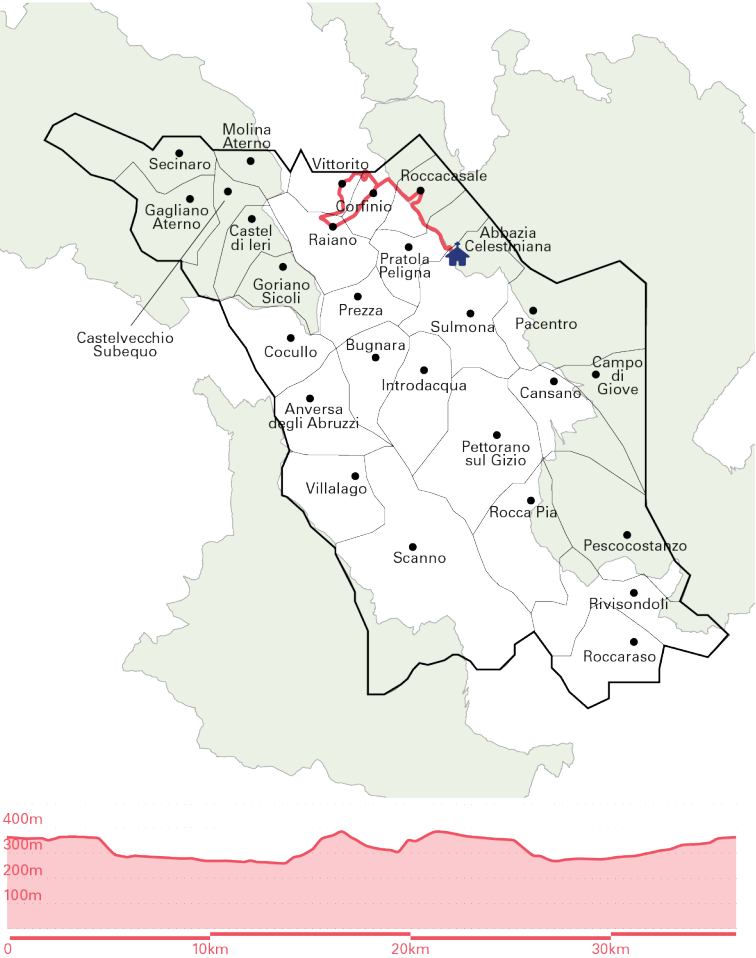 Molina
Aterno
Secinaro
Vittorito
Roccacasale
Corfinio
Gagliano
Aterno
Castel
di Ieri
Raiano
Abbazia
Celestiniana
Pratola
Peligna
Goriano
Sicoli
Prezza
Sulmona
Pacentro
Castelvecchio
Subequo
Cocullo
Bugnara
Introdacqua
Campo
di
Giove
Cansano
Anversa
degli Abruzzi
Pettorano
sul Gizio
Villalago
Rocca Pia
Scanno
Pescocostanzo
Rivisondoli
Roccaraso
400m
300m
200m
100m
0 10km 20km 30km